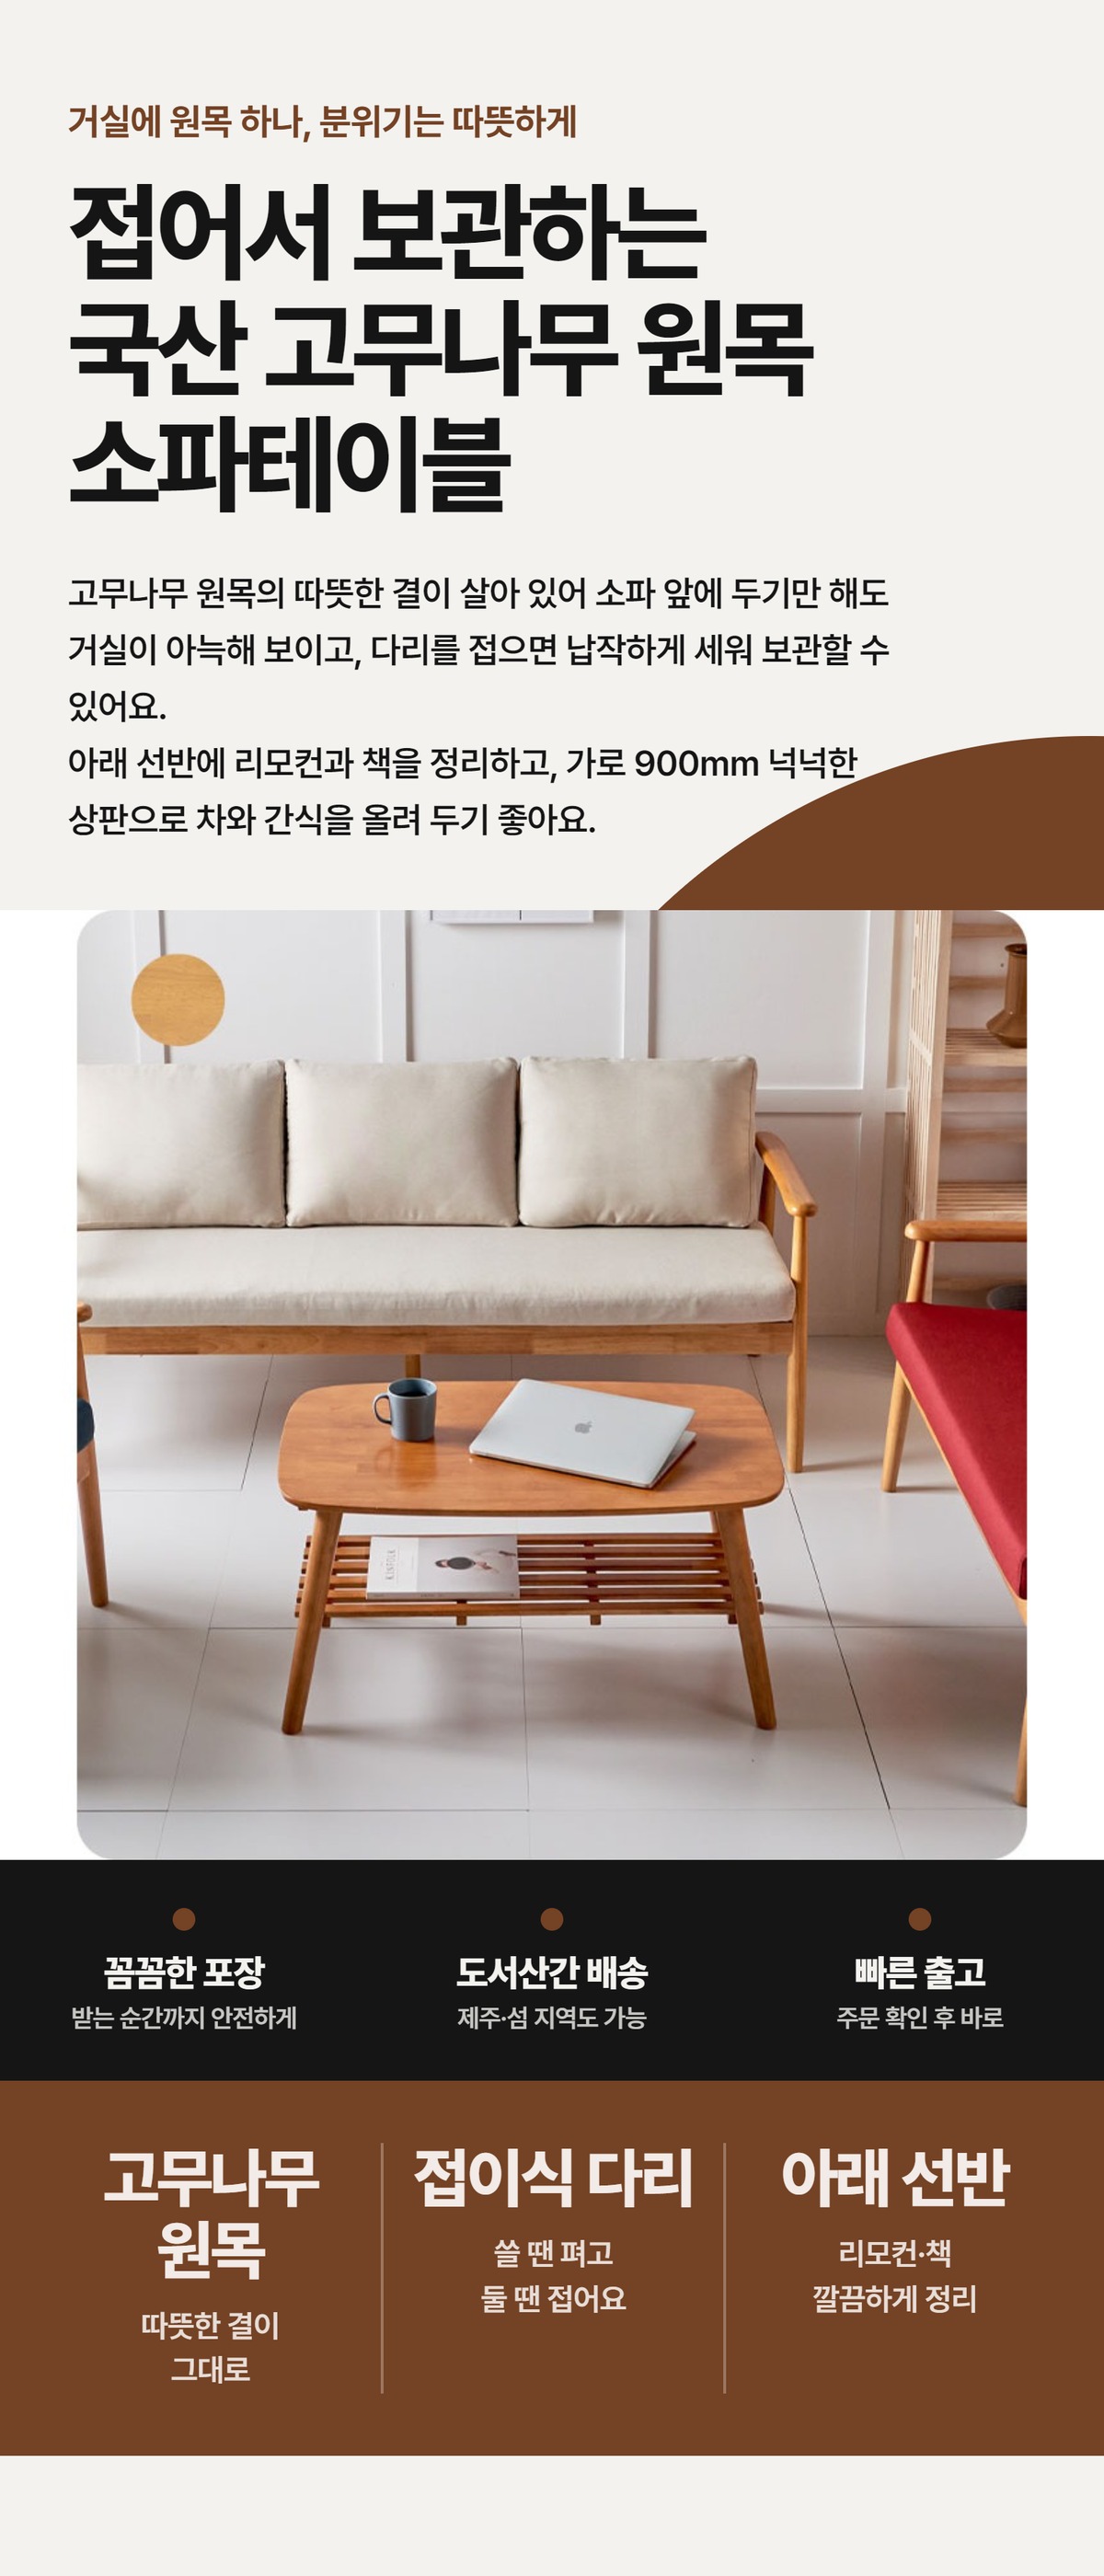 거실에 원목 하나, 분위기는 따뜻하게
접어서 보관하는
국산 고무나무 원목
소파테이블
고무나무 원목의 따뜻한 결이 살아 있어 소파 앞에 두기만 해도
거실이 아늑해 보이고, 다리를 접으면 납작하게 세워 보관할 수
있어요.
아래 선반에 리모컨과 책을 정리하고, 가로 900mm 넉넉한
상판으로 차와 간식을 올려 두기 좋아요.
KINFOLK
꼼꼼한 포장
받는 순간까지 안전하게
도서산간 배송
제주·섬 지역도 가능
빠른 출고
주문 확인 후 바로
고무나무
원목
따뜻한 결이
그대로
접이식 다리
쓸 땐 펴고
둘 땐 접어요
아래 선반
리모컨·책
깔끔하게 정리